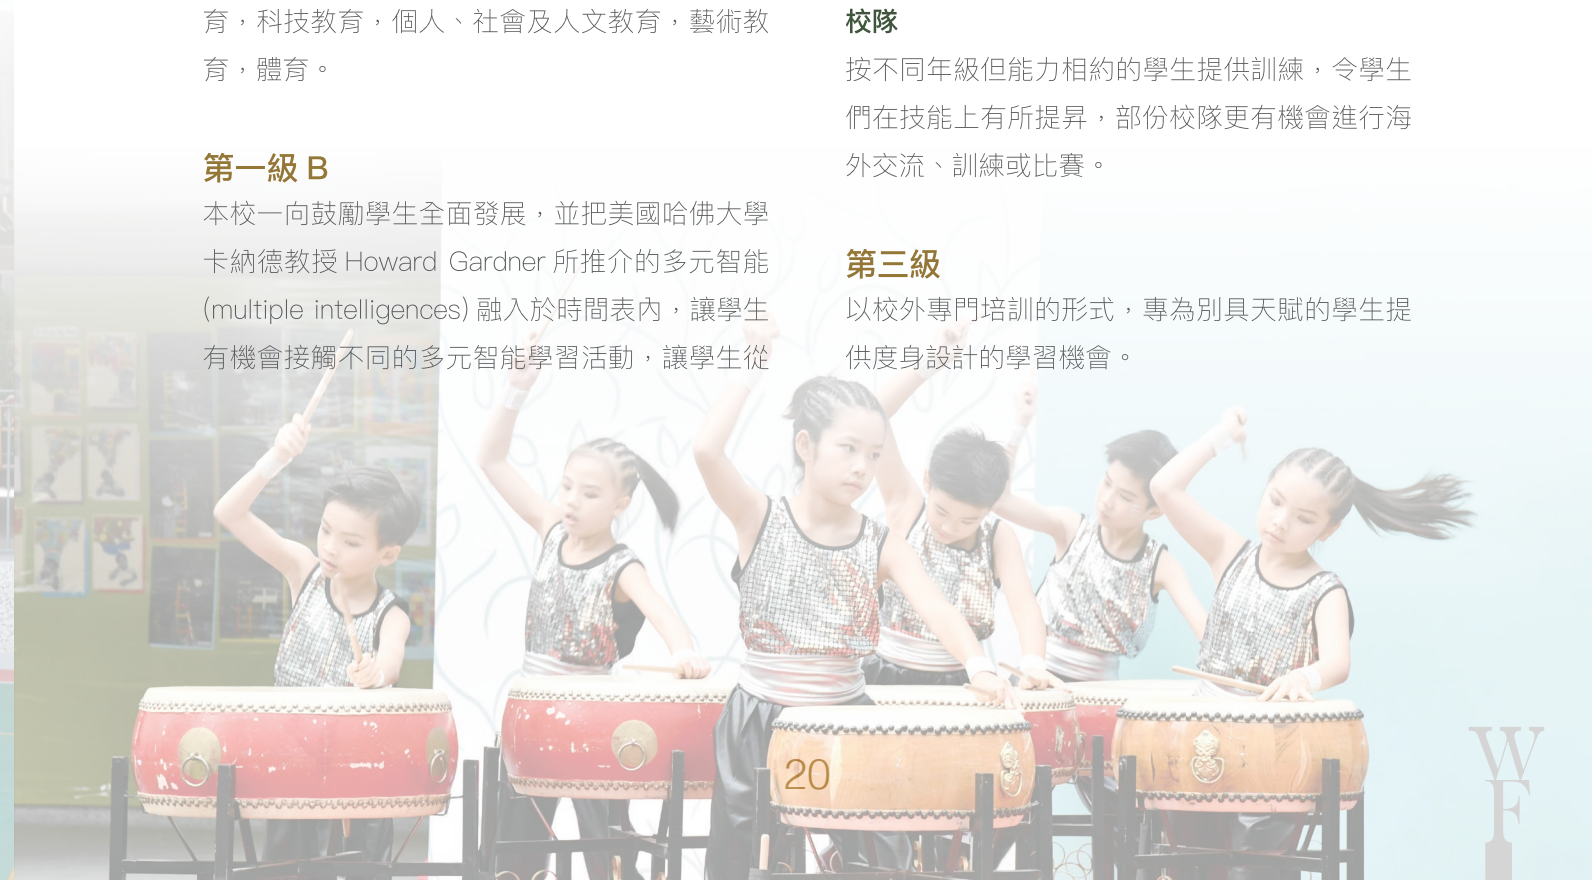 育，科技教育，個人、社會及人文教育，藝術教
育，體育。
第一級 B
本校一向鼓勵學生全面發展，並把美國哈佛大學
卡納德教授 Howard Gardner 所推介的多元智能
(multiple intelligences) 融入於時間表內，讓學生
有機會接觸不同的多元智能學習活動，讓學生從
校隊
按不同年級但能力相約的學生提供訓練，令學生
們在技能上有所提昇，部份校隊更有機會進行海
外交流、訓練或比賽。
第三級
以校外專門培訓的形式，專為別具天賦的學生提
供度身設計的學習機會。
20
W
F